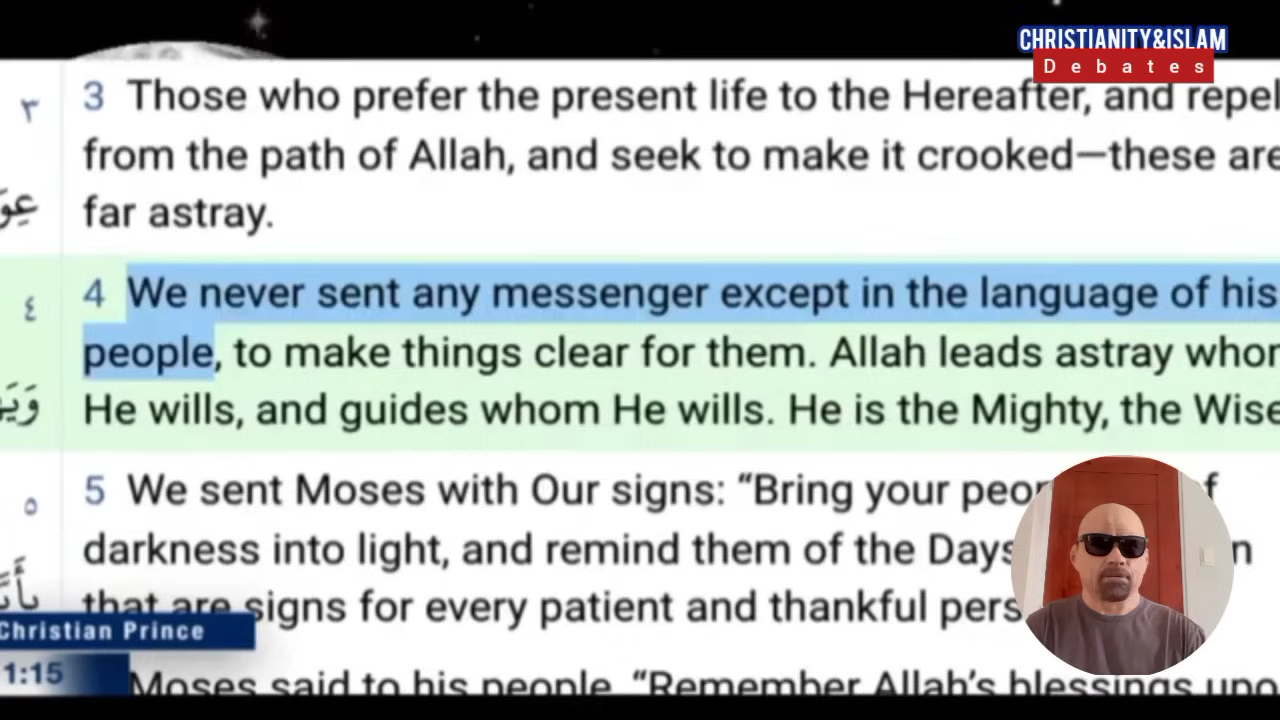 CHRISTIANITY&ISLAM
Debates
٣
3 Those who prefer the present life to the Hereafter, and repel
from the path of Allah, and seek to make it crooked—these are
far astray.
٤
4 We never sent any messenger except in the language of his
people, to make things clear for them. Allah leads astray whom
He wills, and guides whom He wills. He is the Mighty, the Wise
٥
5 We sent Moses with Our signs: “Bring your
darkness into light, and remind them of the Days
that are signs for every patient and thankful
Christian Prince
1:15
Moses said to his people, “Remember Allah’s blessings upo